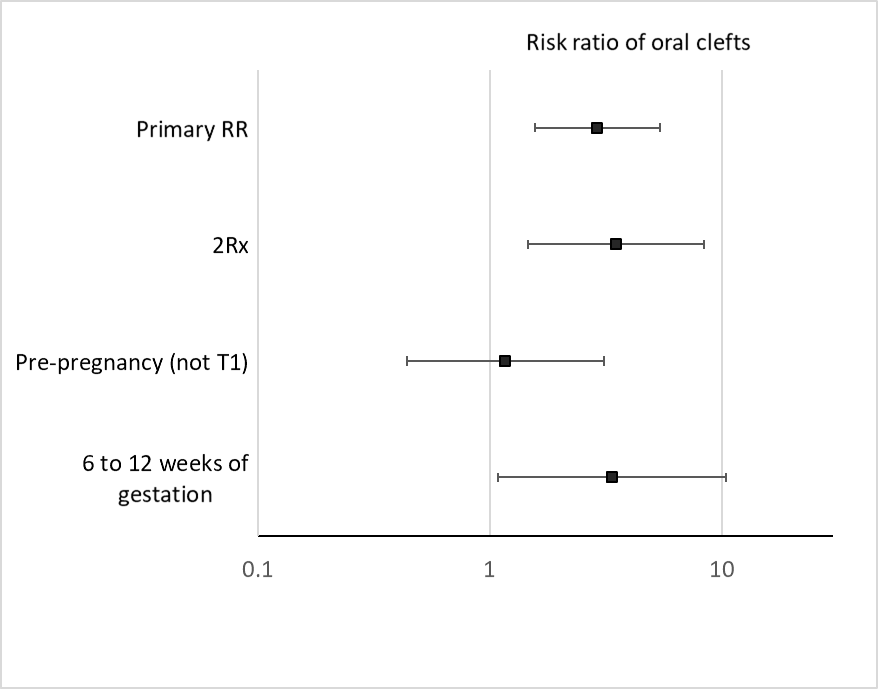 Risk ratio of oral clefts
Primary RR
2Rx
Pre-pregnancy (not T1)
6 to 12 weeks of
gestation
0.1
1
10